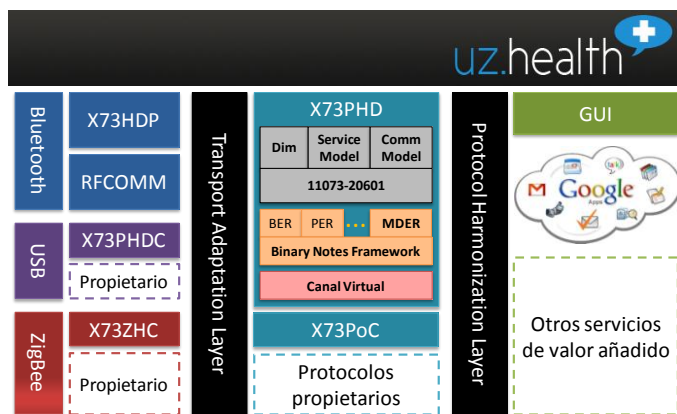 uz.health
Bluetooth
X73HDP
RFCOMM
USB
X73PHDC
Propietario
ZigBee
X73ZHC
Propietario
Transport Adaptation Layer
X73PHD
Dim
Service
Model
Comm
Model
11073-20601
BER
PER
...
MDER
Binary Notes Framework
Canal Virtual
X73PoC
Protocolos
propietarios
Protocol Harmonization Layer
GUI
Google
Apps
Otros servicios
de valor añadido